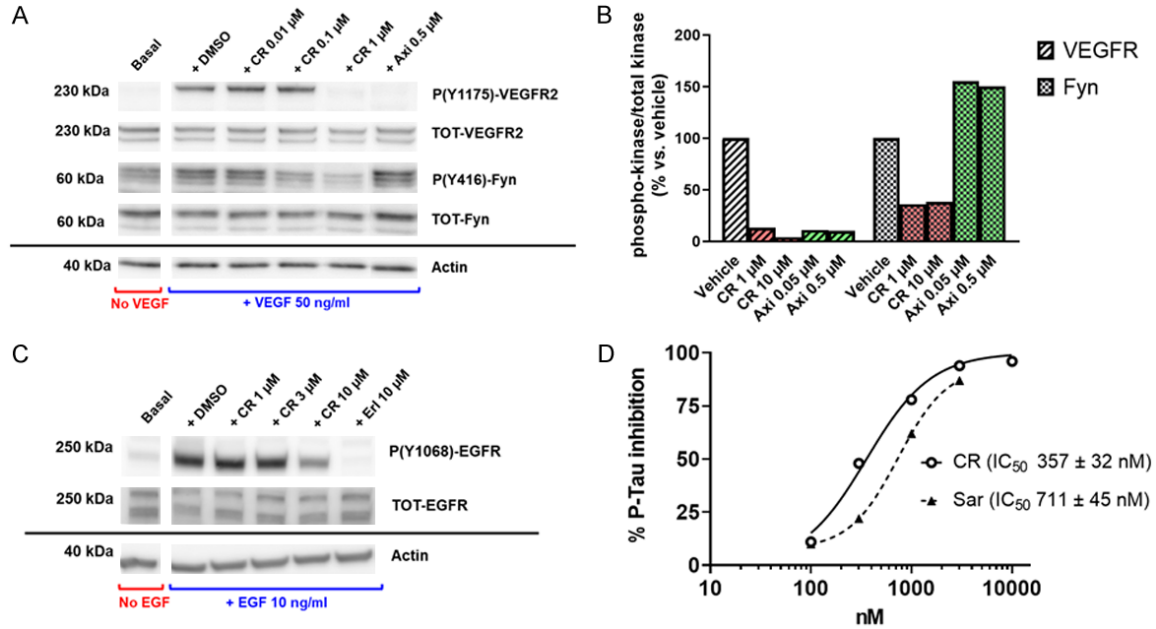 A
Basal
+ DMSO
+ CR 0.01 µM
+ CR 0.1 µM
+ CR 1 µM
+ Axi 0.5 µM
230 kDa
P(Y1175)-VEGFR2
230 kDa
TOT-VEGFR2
60 kDa
P(Y416)-Fyn
60 kDa
TOT-Fyn
40 kDa
Actin
No VEGF
+ VEGF 50 ng/ml
B
phospho-kinase/total kinase
(% vs. vehicle)
200
150
100
50
0
Vehicle
CR 1 µM
CR 10 µM
Axi 0.05 µM
Axi 0.5 µM
Vehicle
CR 1 µM
CR 10 µM
Axi 0.05 µM
Axi 0.5 µM
VEGFR
Fyn
C
Basal
+ DMSO
+ CR 1 µM
+ CR 3 µM
+ CR 10 µM
+ Erl 10 µM
250 kDa
P(Y1068)-EGFR
250 kDa
TOT-EGFR
40 kDa
Actin
No EGF
+ EGF 10 ng/ml
D
% P-Tau inhibition
100
75
50
25
0
10
100
1000
10000
nM
CR (IC50 357 ± 32 nM)
Sar (IC50 711 ± 45 nM)